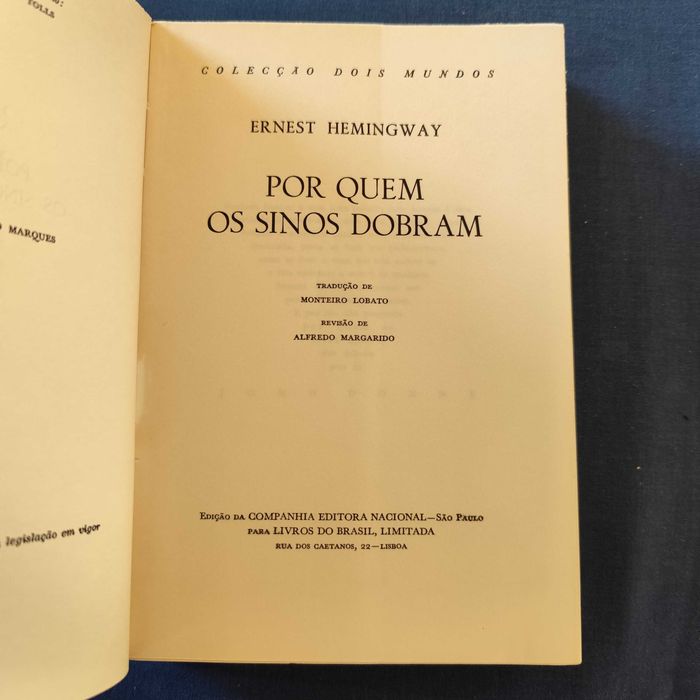 TOLLS
MARQUES
legislação em vigor
COLECÇÃO DOIS MUNDOS
ERNEST HEMINGWAY
POR QUEM
OS SINOS DOBRAM
TRADUÇÃO DE
MONTEIRO LOBATO
REVISÃO DE
ALFREDO MARGARIDO
EDIÇÃO DA COMPANHIA EDITORA NACIONAL—SÃO PAULO
PARA LIVROS DO BRASIL, LIMITADA
RUA DOS CAETANOS, 22—LISBOA